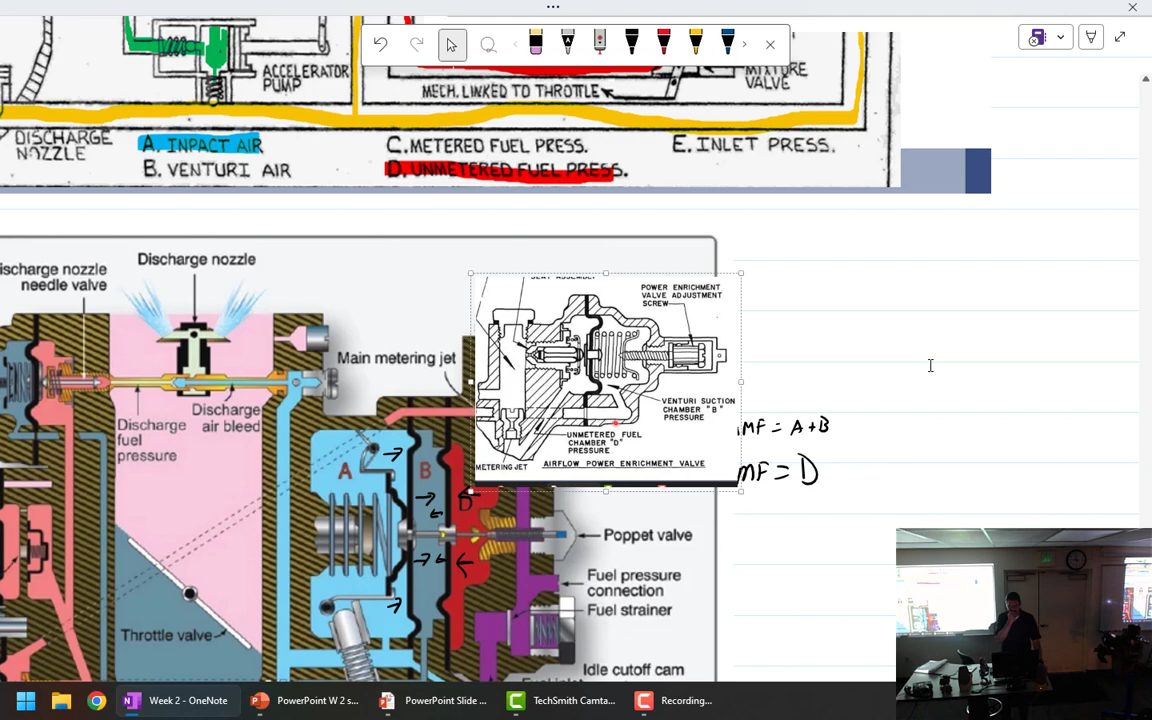 ACCELERATOR
PUMP
MECH. LINKED TO THROTTLE
MIXTURE
VALVE
DISCHARGE
NOZZLE
A. INPACT AIR
B. VENTURI AIR
C. METERED FUEL PRESS.
D. UNMETERED FUEL PRESS.
E. INLET PRESS.
ischarge nozzle
needle valve
Discharge nozzle
Main metering jet
Discharge
fuel
pressure
Discharge
air bleed
POWER ENRICHMENT
VALVE ADJUSTMENT
SCREW
VENTURI SUCTION
CHAMBER "B"
PRESSURE
UNMETERED FUEL
CHAMBER "D"
PRESSURE
METERING JET
AIRFLOW POWER ENRICHMENT VALVE
MF = A+B
MF = D
A
B
D
Poppet valve
Fuel pressure
connection
Fuel strainer
Throttle valve
Idle cutoff cam
Week 2 - OneNote
PowerPoint W 2 s...
PowerPoint Slide ...
TechSmith Camta...
Recording...